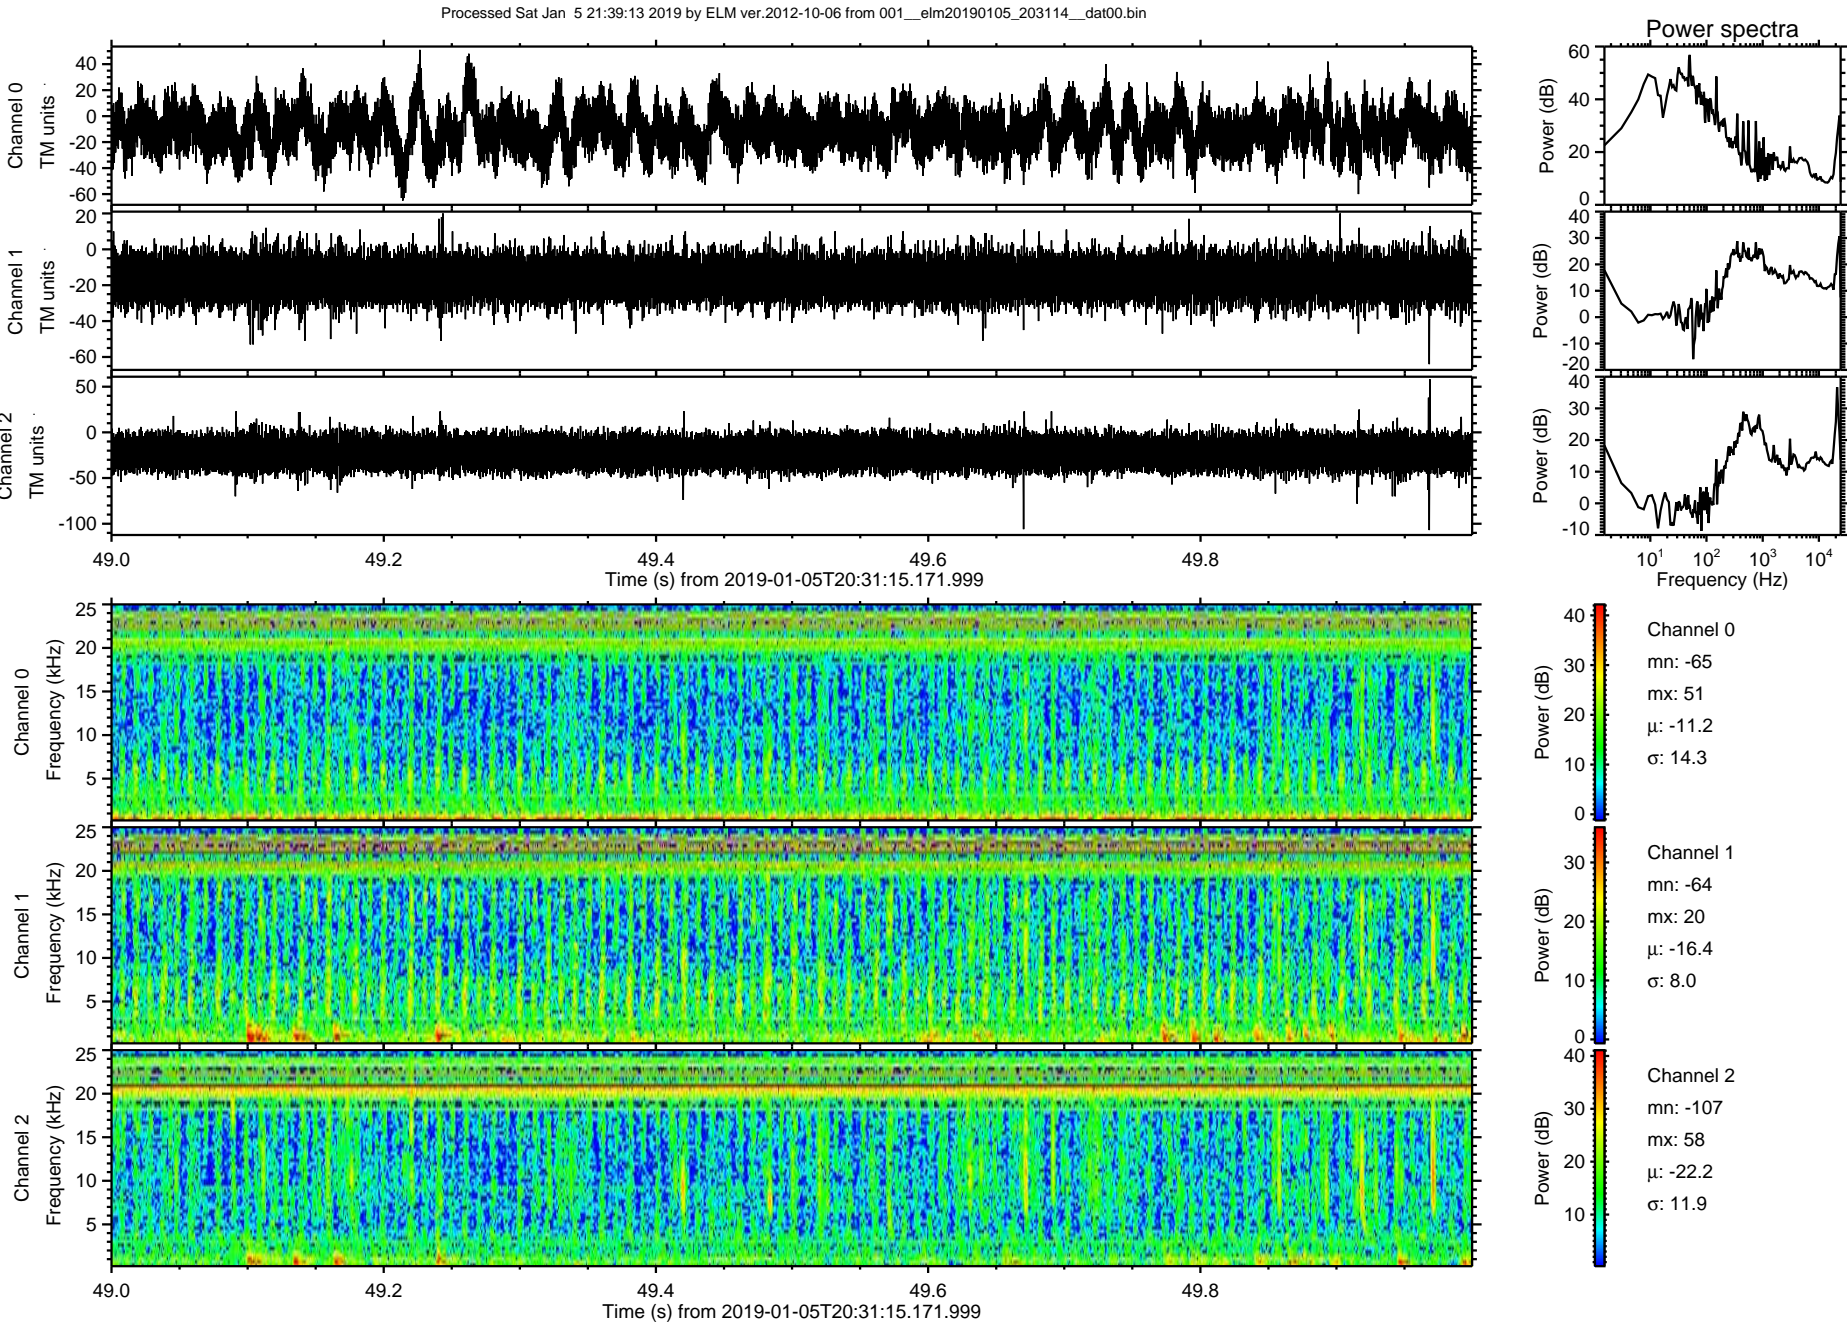 Processed Sat Jan  5 21:39:13 2019 by ELM ver.2012-10-06 from 001__elm20190105_203114__dat00.bin
Power spectra
Channel 0
TM units
40
20
0
-20
-40
-60
Power (dB)
60
40
20
0
Channel 1
TM units
20
0
-20
-40
-60
Power (dB)
40
30
20
10
0
-10
-20
Channel 2
TM units
50
0
-50
-100
Power (dB)
40
30
20
10
0
-10
49.0 49.2 49.4 49.6 49.8
Time (s) from 2019-01-05T20:31:15.171.999
10¹ 10² 10³ 10⁴
Frequency (Hz)
Channel 0
Frequency (kHz)
25
20
15
10
5
Power (dB)
40
30
20
10
0
Channel 0
mn: -65
mx: 51
μ: -11.2
σ: 14.3
Channel 1
Frequency (kHz)
25
20
15
10
5
Power (dB)
30
20
10
0
Channel 1
mn: -64
mx: 20
μ: -16.4
σ: 8.0
Channel 2
Frequency (kHz)
25
20
15
10
5
Power (dB)
40
30
20
10
Channel 2
mn: -107
mx: 58
μ: -22.2
σ: 11.9
49.0 49.2 49.4 49.6 49.8
Time (s) from 2019-01-05T20:31:15.171.999